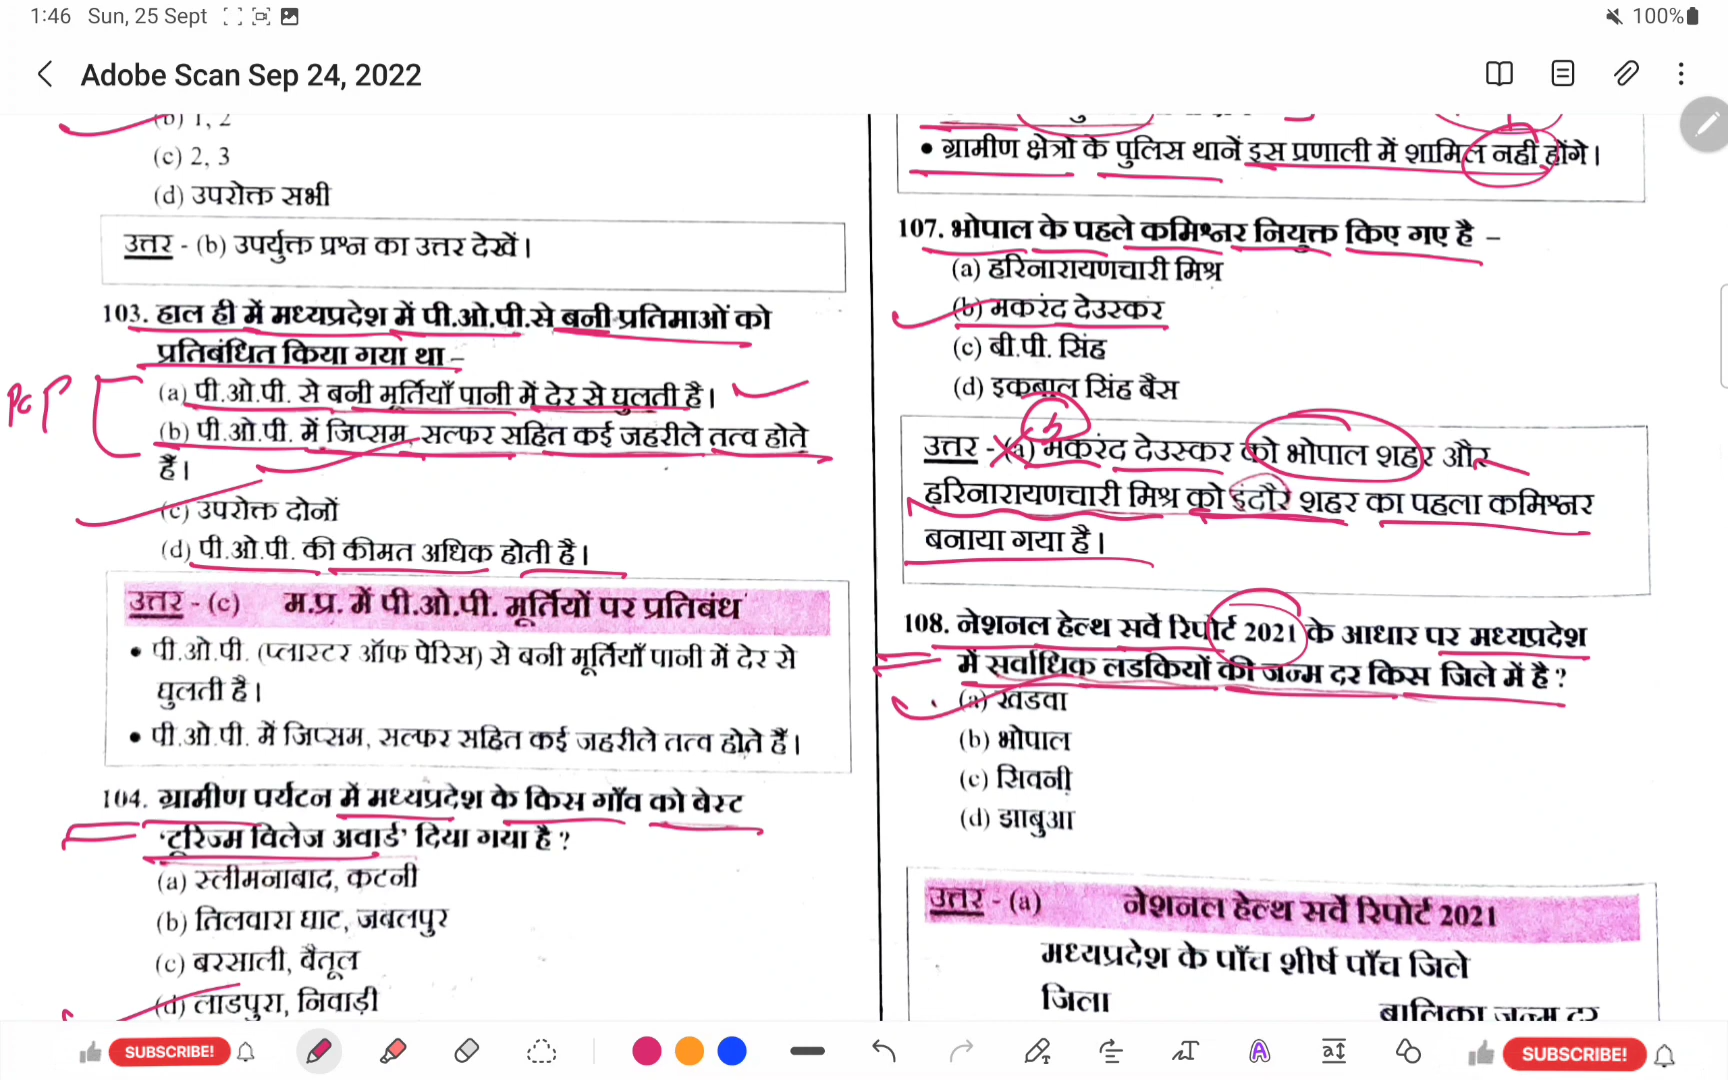 1:46 Sun, 25 Sept
100%
Adobe Scan Sep 24, 2022
(b) 1, 2
(c) 2, 3
(d) उपरोक्त सभी
उत्तर - (b) उपर्युक्त प्रश्न का उत्तर देखें।
103. हाल ही में मध्यप्रदेश में पी.ओ.पी.से बनी प्रतिमाओं को
प्रतिबंधित किया गया था –
(a) पी.ओ.पी. से बनी मूर्तियाँ पानी में देर से घुलती है।
(b) पी.ओ.पी. में जिप्सम, सल्फर सहित कई जहरीले तत्व होते
हैं।
(c) उपरोक्त दोनों
(d) पी.ओ.पी. की कीमत अधिक होती है।
उत्तर - (c) म.प्र. में पी.ओ.पी. मूर्तियों पर प्रतिबंध
• पी.ओ.पी. (प्लास्टर ऑफ पेरिस) से बनी मूर्तियाँ पानी में देर से
घुलती है।
• पी.ओ.पी. में जिप्सम, सल्फर सहित कई जहरीले तत्व होते हैं।
104. ग्रामीण पर्यटन में मध्यप्रदेश के किस गाँव को बेस्ट
'टूरिज्म विलेज अवार्ड' दिया गया है ?
(a) स्लीमनाबाद, कटनी
(b) तिलवारा घाट, जबलपुर
(c) बरसाली, बैतूल
(d) लाडपुरा, निवाड़ी
• ग्रामीण क्षेत्रों के पुलिस थानें इस प्रणाली में शामिल नहीं होंगे।
107. भोपाल के पहले कमिश्नर नियुक्त किए गए है –
(a) हरिनारायणचारी मिश्र
(b) मकरंद देउस्कर
(c) बी.पी. सिंह
(d) इकबाल सिंह बैस
b
उत्तर - (a) मकरंद देउस्कर को भोपाल शहर और
हरिनारायणचारी मिश्र को इंदौर शहर का पहला कमिश्नर
बनाया गया है।
108. नेशनल हेल्थ सर्वे रिपोर्ट 2021 के आधार पर मध्यप्रदेश
में सर्वाधिक लडकियों की जन्म दर किस जिले में है ?
(a) खंडवा
(b) भोपाल
(c) सिवनी
(d) झाबुआ
उत्तर - (a) नेशनल हेल्थ सर्वे रिपोर्ट 2021
मध्यप्रदेश के पाँच शीर्ष पाँच जिले
जिला बालिका जन्म दर
SUBSCRIBE!
SUBSCRIBE!